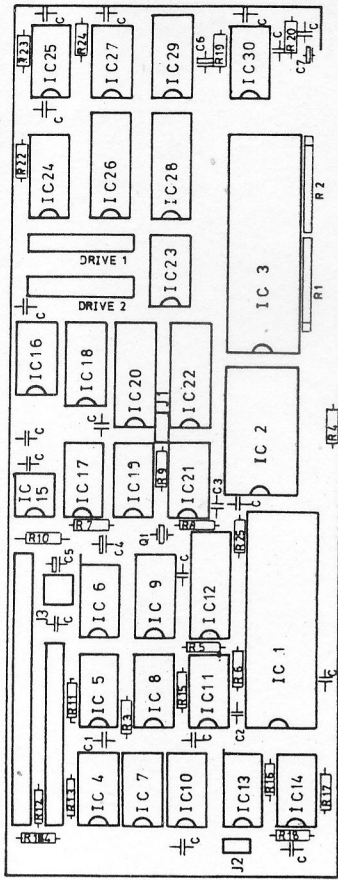 R23
C
IC25
C
R24
C
IC27
IC29
C6
R19
C
IC30
C
R20
C
C7
R22
IC24
IC26
IC28
IC 3
R2
R1
DRIVE 1
DRIVE 2
IC23
C
IC16
IC18
IC20
IC22
J1
C
C
C
IC
15
IC17
IC19
R9
IC21
C3
C
IC 2
R4
R10
R7
C4
Q1
R8
R25
C5
J3
C
IC 6
IC 9
C
IC12
R5
IC 1
R11
IC 5
R3
IC 8
R15
IC11
R6
C2
C
C1
C
R12
R13
IC 4
IC 7
IC10
IC13
R16
IC14
R17
R14
C
J2
R18
C